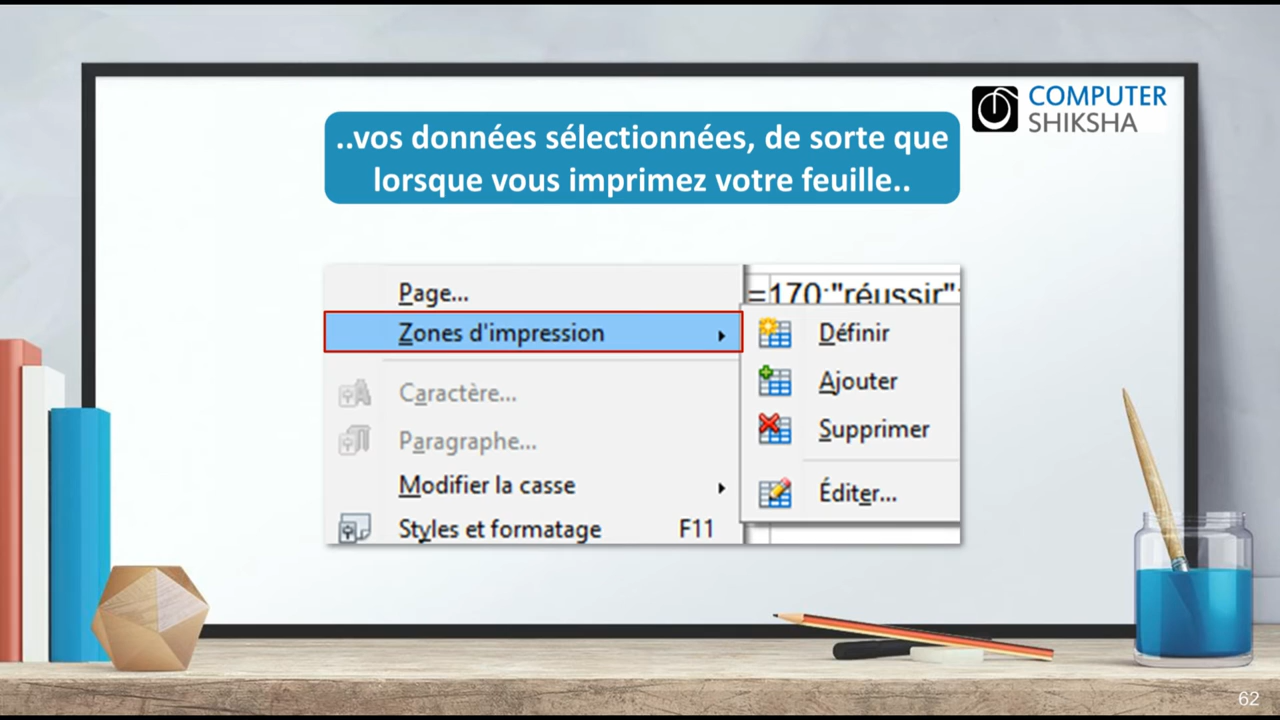 COMPUTER
SHIKSHA
..vos données sélectionnées, de sorte que
lorsque vous imprimez votre feuille..
Page...
=170;"réussir"
Zones d'impression
Définir
Ajouter
Caractère...
Supprimer
Paragraphe...
Modifier la casse
Éditer...
Styles et formatage F11
62